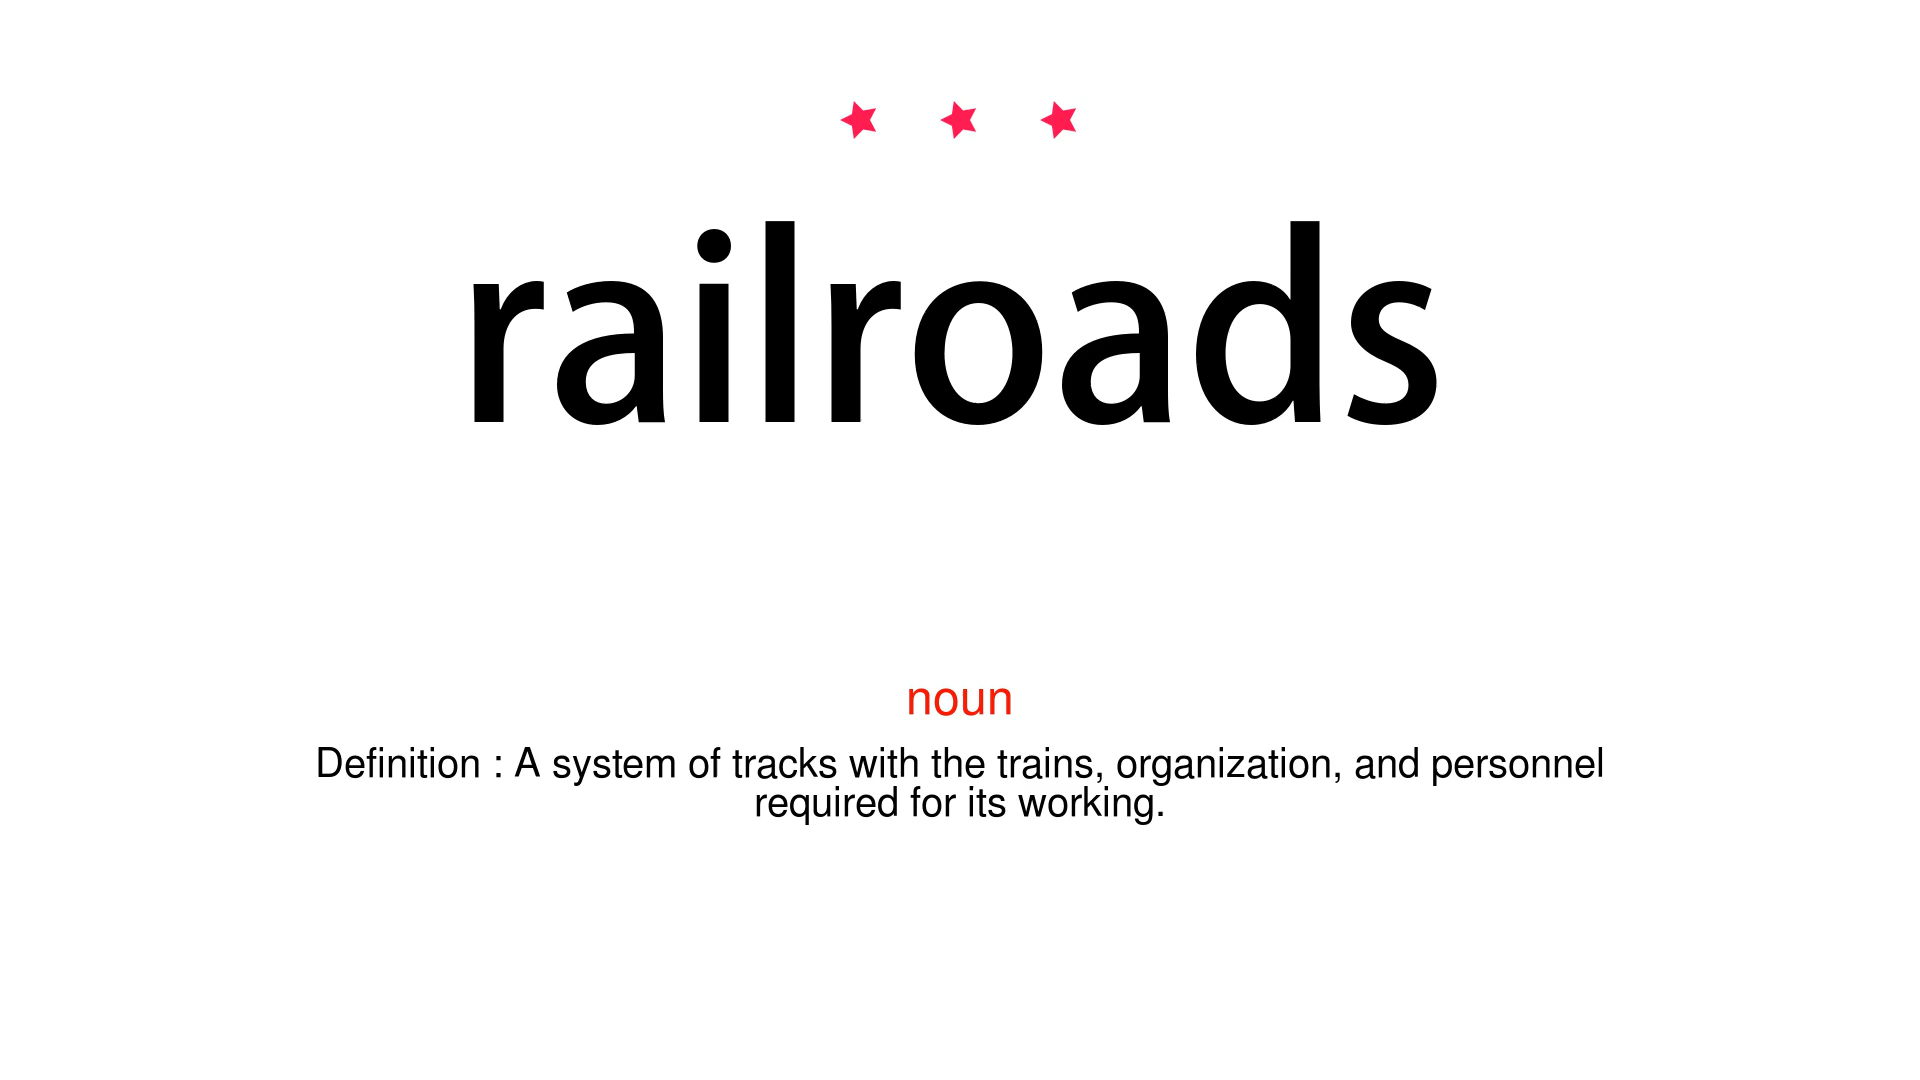 railroads
noun
Definition : A system of tracks with the trains, organization, and personnel
required for its working.